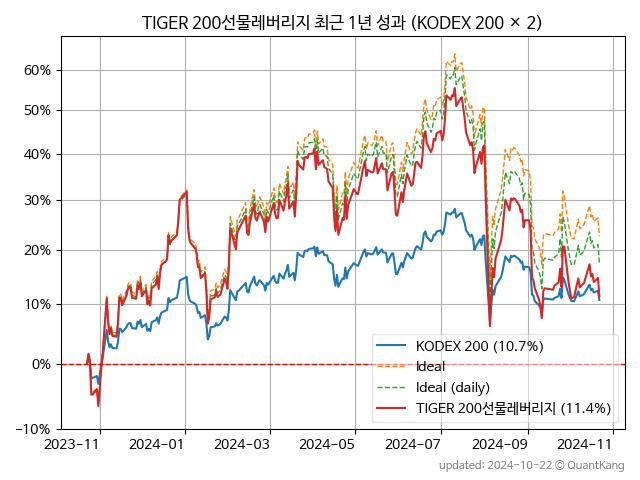 TIGER 200선물레버리지 최근 1년 성과 (KODEX 200 × 2)
60%
50%
40%
30%
20%
10%
0%
−10%
2023-11
2024-01
2024-03
2024-05
2024-07
2024-09
2024-11
KODEX 200 (10.7%)
Ideal
Ideal (daily)
TIGER 200선물레버리지 (11.4%)
updated: 2024-10-22 © QuantKang